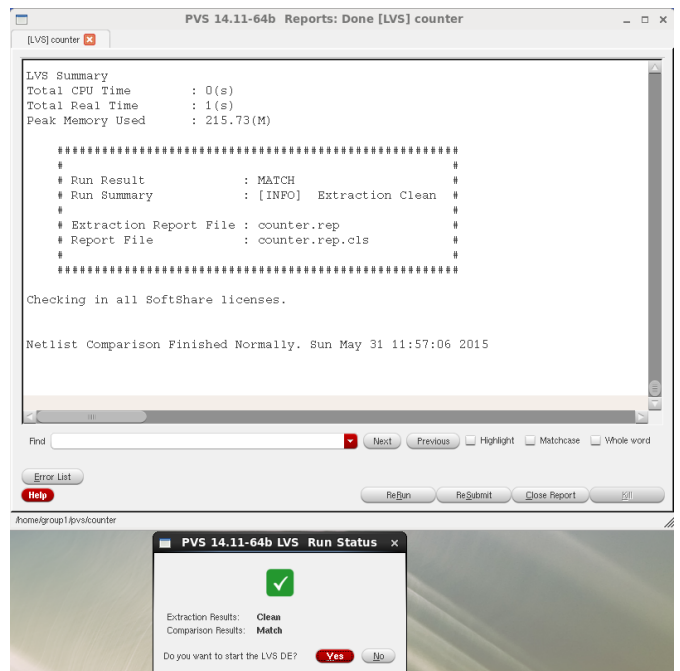 PVS 14.11-64b Reports: Done [LVS] counter
[LVS] counter
LVS Summary
Total CPU Time : 0(s)
Total Real Time : 1(s)
Peak Memory Used : 215.73(M)
#######################################################
# #
# Run Result : MATCH #
# Run Summary : [INFO] Extraction Clean #
# #
# Extraction Report File : counter.rep #
# Report File : counter.rep.cls #
# #
#######################################################
Checking in all SoftShare licenses.
Netlist Comparison Finished Normally. Sun May 31 11:57:06 2015
Find Next Previous Highlight Matchcase Whole word
Error List
Help ReRun ReSubmit Close Report Kill
/home/group1/pvs/counter
PVS 14.11-64b LVS Run Status
Extraction Results: Clean
Comparison Results: Match
Do you want to start the LVS DE? Yes No